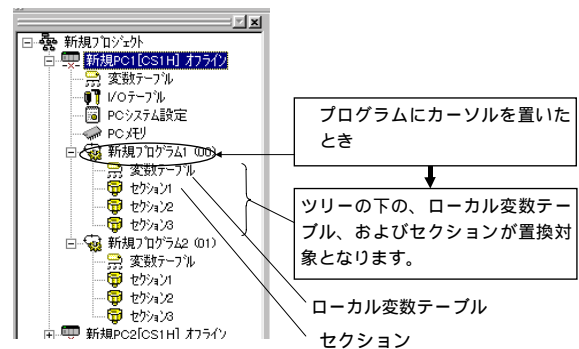 新規プロジェクト
新規PC1[CS1H] オフライン
変数テーブル
I/Oテーブル
PCシステム設定
PCメモリ
新規プログラム1 (00)
変数テーブル
セクション1
セクション2
セクション3
新規プログラム2 (01)
変数テーブル
セクション1
セクション2
セクション3
新規PC2[CS1H] オフライン
プログラムにカーソルを置いた
とき
ツリーの下の、ローカル変数テー
ブル、およびセクションが置換対
象となります。
ローカル変数テーブル
セクション